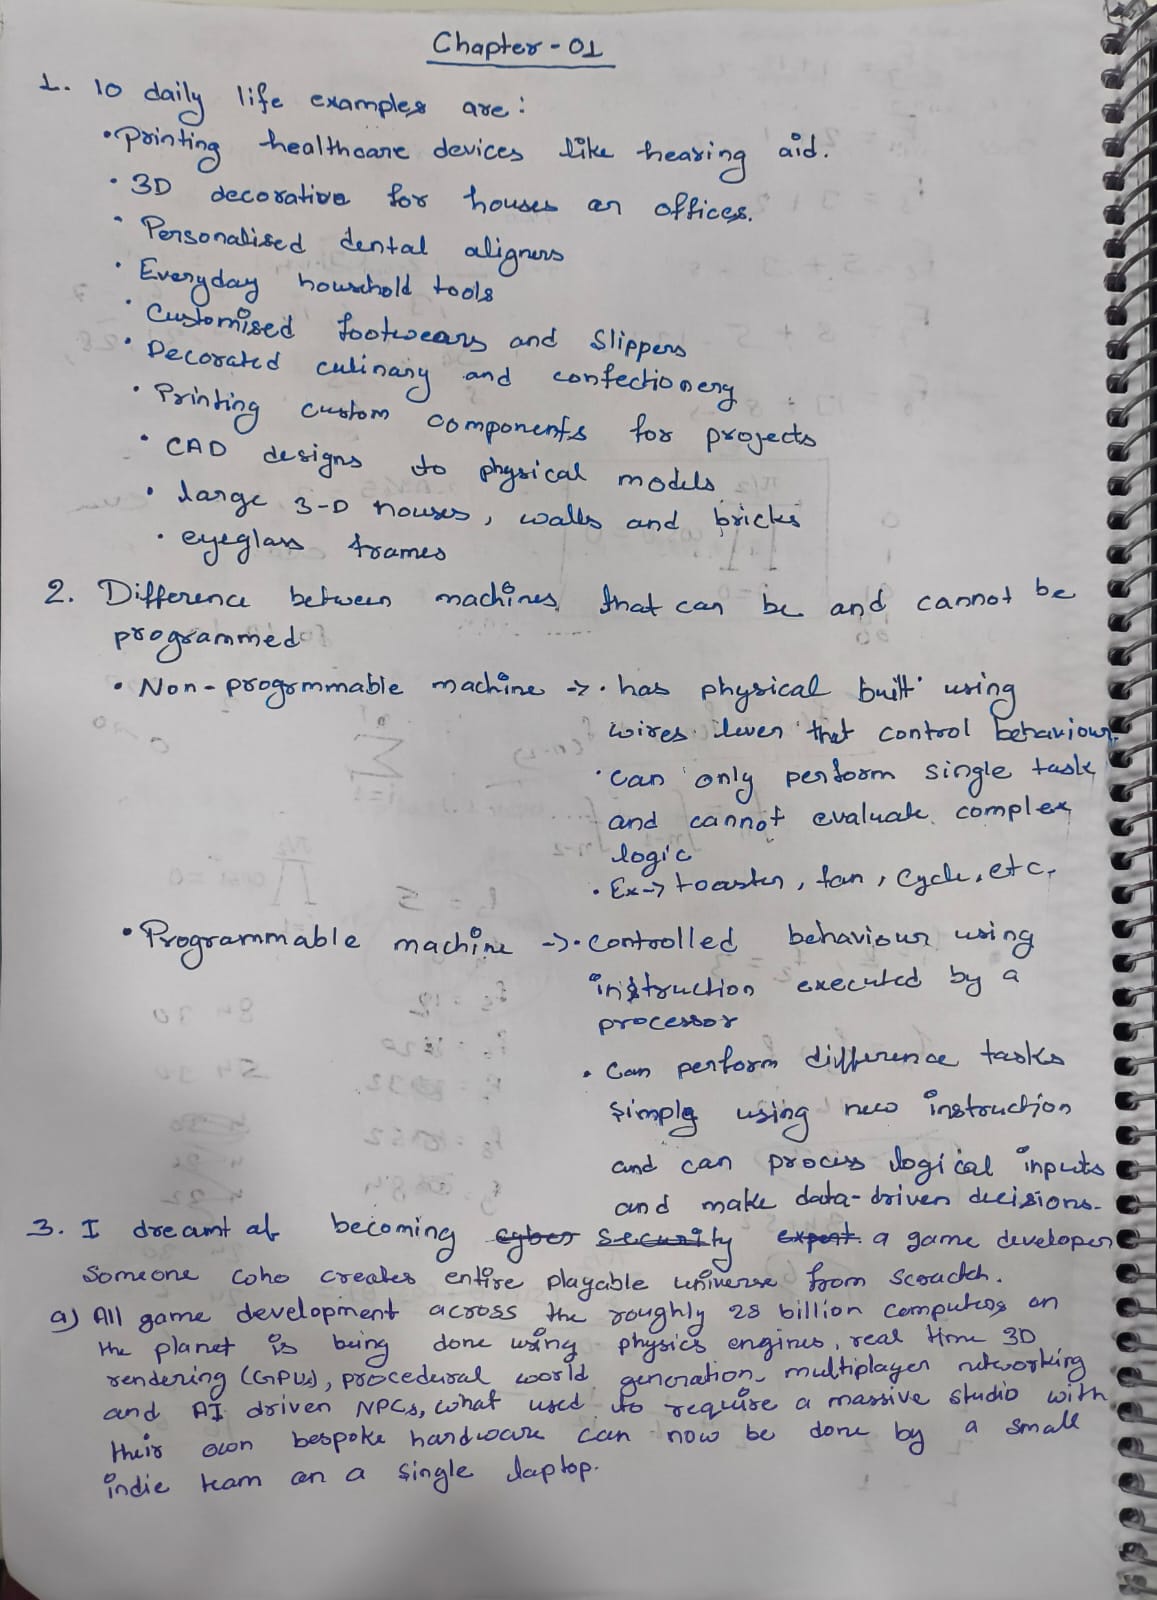 Chapter - 01
1. 10 daily life examples are :
• Printing healthcare devices like hearing aid.
• 3D decorative for houses or offices.
• Personalised dental aligners
• Everyday household tools
• Customised footwears and Slippers
• Decorated culinary and confectionery
• Printing custom components for projects
• CAD designs to physical models
• large 3-D houses, walls and bricks
• eyeglass frames
2. Difference between machines that can be and cannot be
programmed
• Non-progrmmable machine -> • has physical built using
wires lever that control behaviour.
• can only perform single task
and cannot evaluate complex
logic
• Ex -> toaster, fan, cycle, etc.
• Programmable machine -> • controlled behaviour using
instruction executed by a
processor
• Can perform difference tasks
simply using new instruction
and can process logical inputs
and make data-driven decisions.
3. I dreamt of becoming cyber security expert. a game developer
Someone who creates entire playable universe from scratch.
a) All game development across the roughly 28 billion computers on
the planet is being done using physics engines, real time 3D
rendering (GPUs), procedural world generation, multiplayer networking
and AI driven NPCs, what used to require a massive studio with
their own bespoke hardware can now be done by a small
indie team on a single laptop.